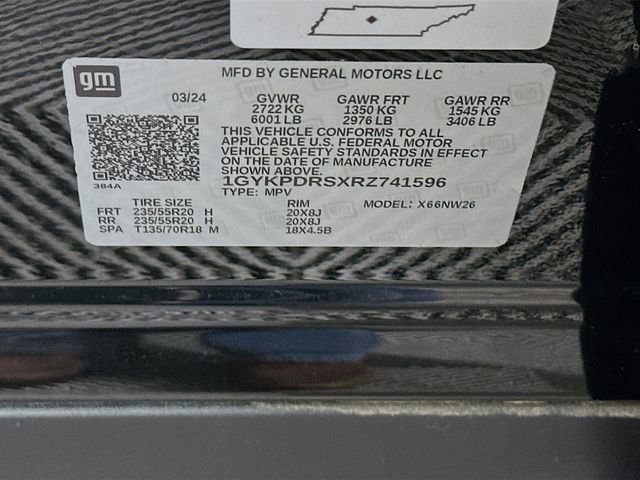 gm
MFD BY GENERAL MOTORS LLC
03/24 GVWR GAWR FRT GAWR RR
2722 KG 1350 KG 1545 KG
6001 LB 2976 LB 3406 LB
THIS VEHICLE CONFORMS TO ALL
APPLICABLE U.S. FEDERAL MOTOR
VEHICLE SAFETY STANDARDS IN EFFECT
ON THE DATE OF MANUFACTURE
SHOWN ABOVE.
384A
1GYKPDRSXRZ741596
TYPE: MPV
TIRE SIZE RIM MODEL: X66NW26
FRT 235/55R20 H 20X8J
RR 235/55R20 H 20X8J
SPA T135/70R18 M 18X4.5B